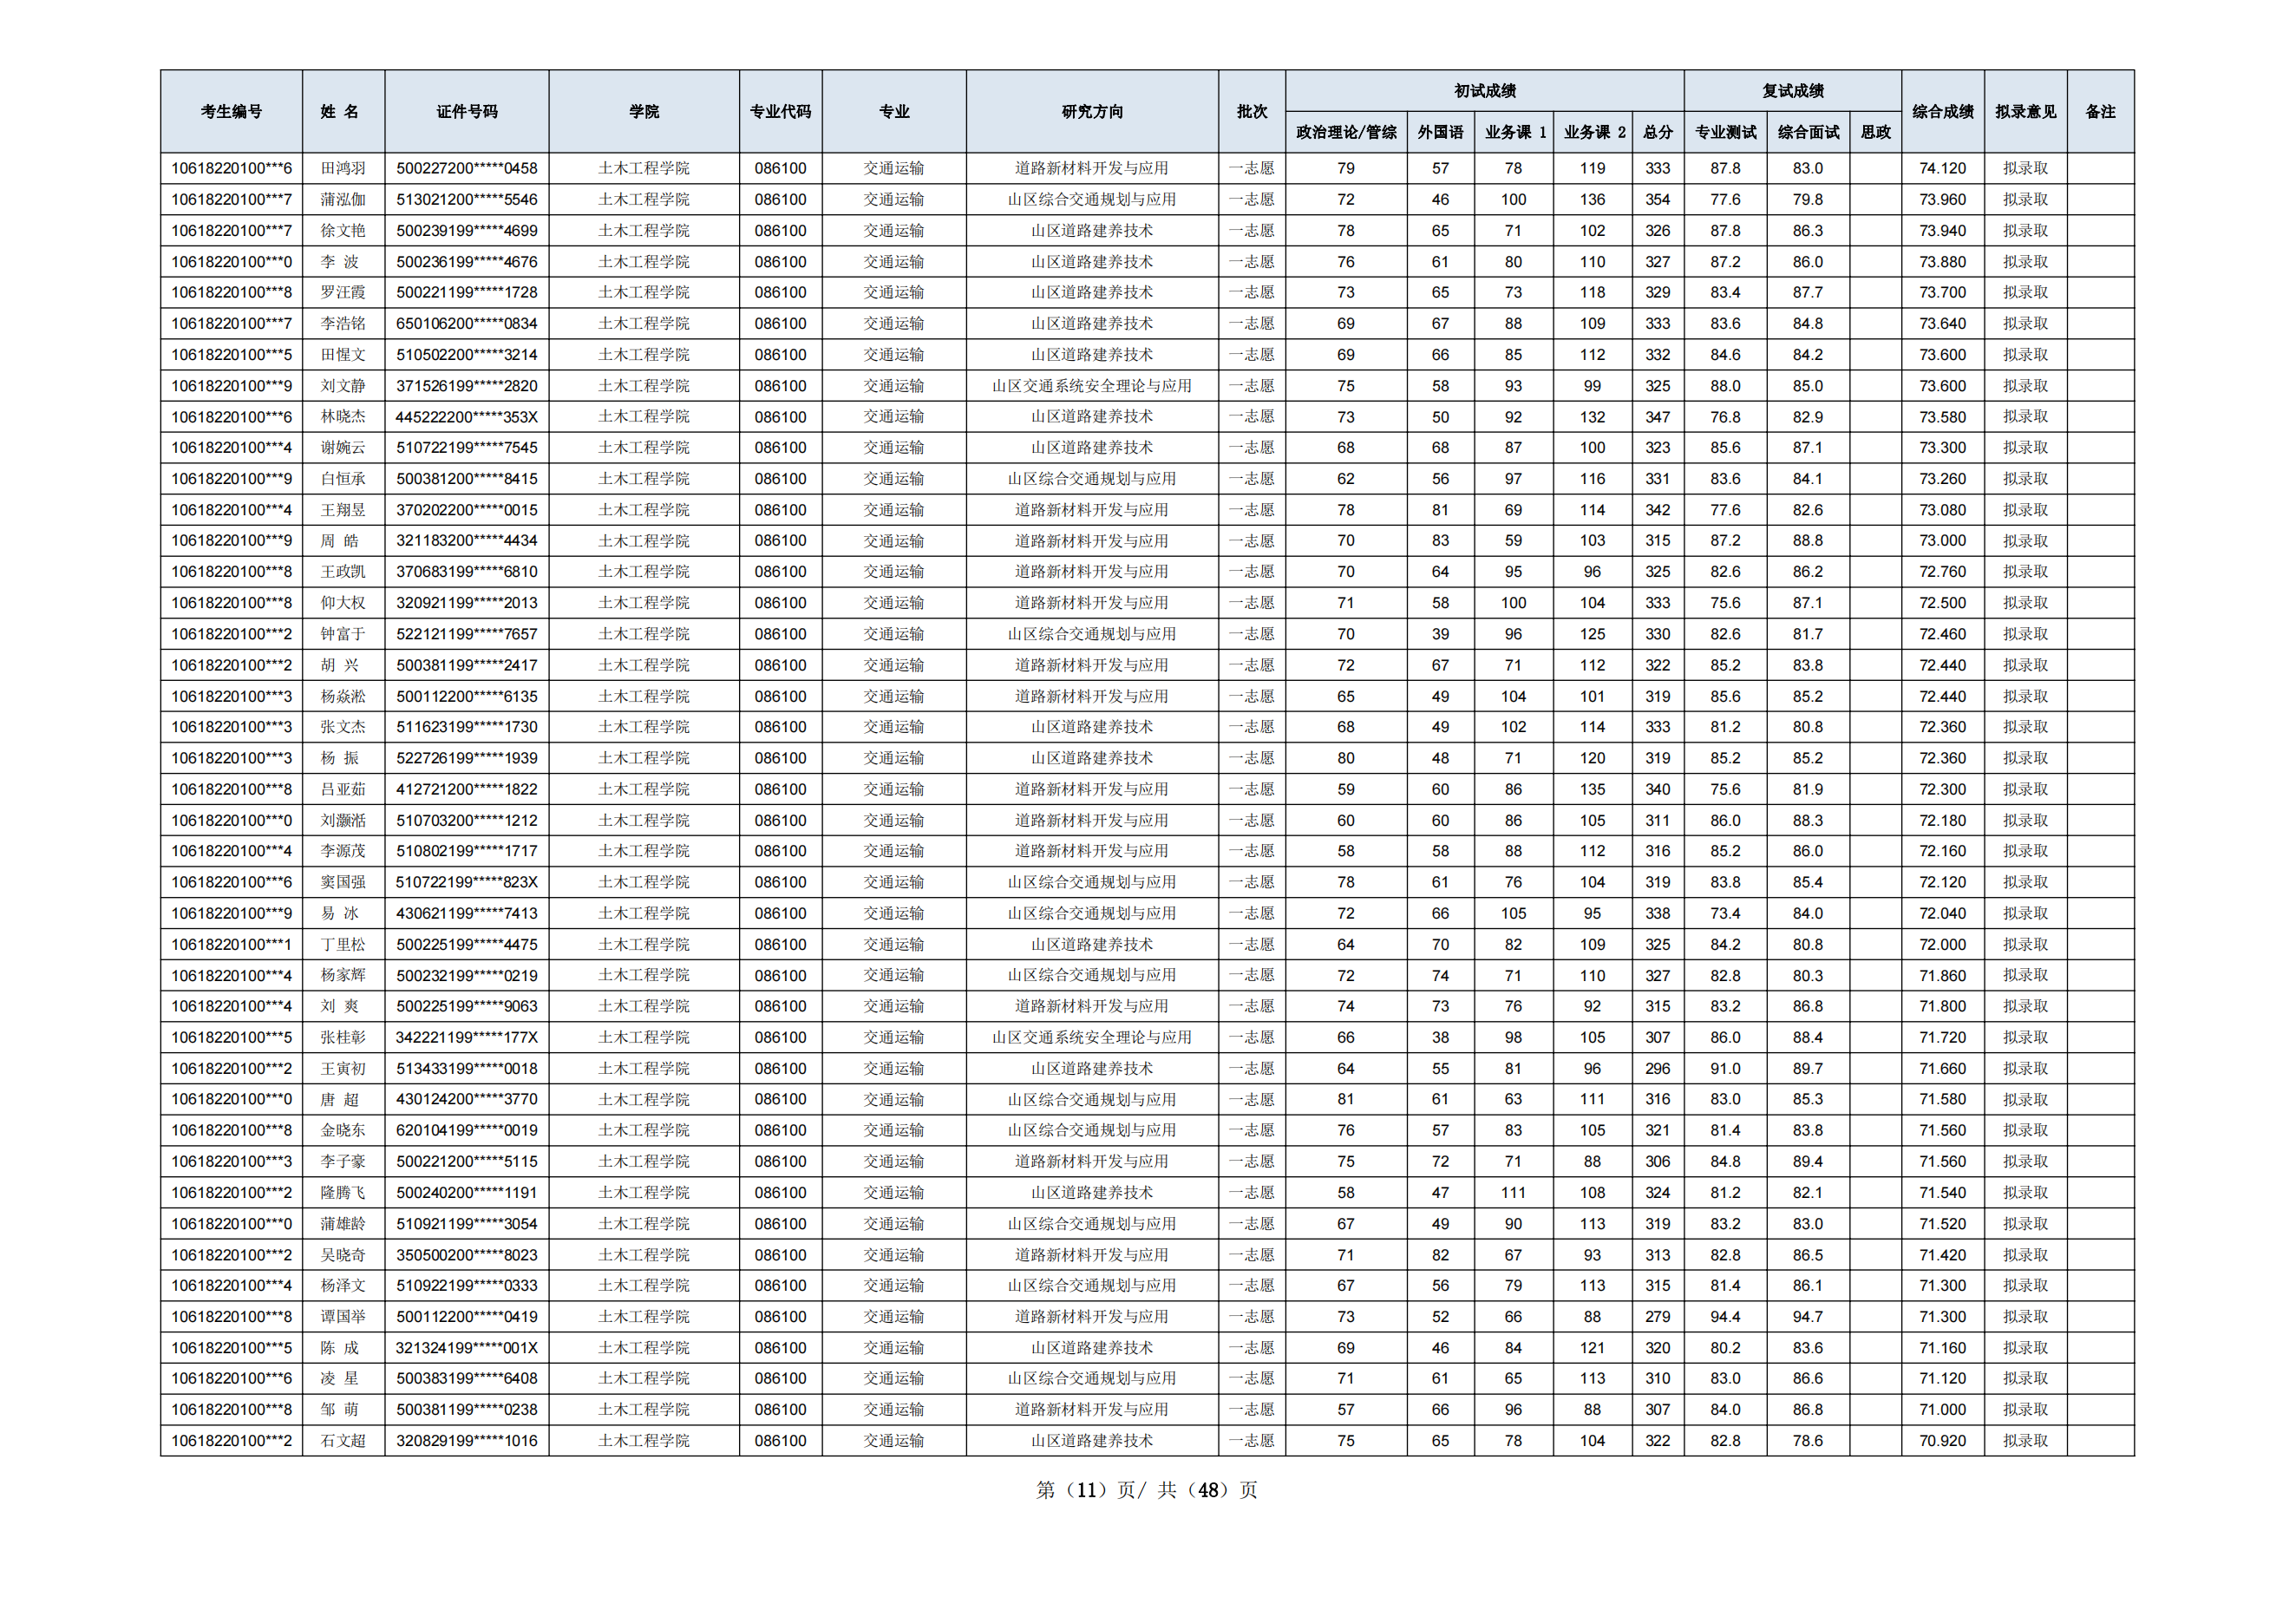 考生编号 姓 名 证件号码 学院 专业代码 专业 研究方向 批次 初试成绩 复试成绩 综合成绩 拟录意见 备注
政治理论/管综 外国语 业务课 1 业务课 2 总分 专业测试 综合面试 思政
10618220100***6 田鸿羽 500227200*****0458 土木工程学院 086100 交通运输 道路新材料开发与应用 一志愿 79 57 78 119 333 87.8 83.0 74.120 拟录取
10618220100***7 蒲泓伽 513021200*****5546 土木工程学院 086100 交通运输 山区综合交通规划与应用 一志愿 72 46 100 136 354 77.6 79.8 73.960 拟录取
10618220100***7 徐文艳 500239199*****4699 土木工程学院 086100 交通运输 山区道路建养技术 一志愿 78 65 71 102 326 87.8 86.3 73.940 拟录取
10618220100***0 李 波 500236199*****4676 土木工程学院 086100 交通运输 山区道路建养技术 一志愿 76 61 80 110 327 87.2 86.0 73.880 拟录取
10618220100***8 罗汪霞 500221199*****1728 土木工程学院 086100 交通运输 山区道路建养技术 一志愿 73 65 73 118 329 83.4 87.7 73.700 拟录取
10618220100***7 李浩铭 650106200*****0834 土木工程学院 086100 交通运输 山区道路建养技术 一志愿 69 67 88 109 333 83.6 84.8 73.640 拟录取
10618220100***5 田惺文 510502200*****3214 土木工程学院 086100 交通运输 山区道路建养技术 一志愿 69 66 85 112 332 84.6 84.2 73.600 拟录取
10618220100***9 刘文静 371526199*****2820 土木工程学院 086100 交通运输 山区交通系统安全理论与应用 一志愿 75 58 93 99 325 88.0 85.0 73.600 拟录取
10618220100***6 林晓杰 445222200*****353X 土木工程学院 086100 交通运输 山区道路建养技术 一志愿 73 50 92 132 347 76.8 82.9 73.580 拟录取
10618220100***4 谢婉云 510722199*****7545 土木工程学院 086100 交通运输 山区道路建养技术 一志愿 68 68 87 100 323 85.6 87.1 73.300 拟录取
10618220100***9 白恒承 500381200*****8415 土木工程学院 086100 交通运输 山区综合交通规划与应用 一志愿 62 56 97 116 331 83.6 84.1 73.260 拟录取
10618220100***4 王翔昱 370202200*****0015 土木工程学院 086100 交通运输 道路新材料开发与应用 一志愿 78 81 69 114 342 77.6 82.6 73.080 拟录取
10618220100***9 周 皓 321183200*****4434 土木工程学院 086100 交通运输 道路新材料开发与应用 一志愿 70 83 59 103 315 87.2 88.8 73.000 拟录取
10618220100***8 王政凯 370683199*****6810 土木工程学院 086100 交通运输 道路新材料开发与应用 一志愿 70 64 95 96 325 82.6 86.2 72.760 拟录取
10618220100***8 仰大权 320921199*****2013 土木工程学院 086100 交通运输 道路新材料开发与应用 一志愿 71 58 100 104 333 75.6 87.1 72.500 拟录取
10618220100***2 钟富于 522121199*****7657 土木工程学院 086100 交通运输 山区综合交通规划与应用 一志愿 70 39 96 125 330 82.6 81.7 72.460 拟录取
10618220100***2 胡 兴 500381199*****2417 土木工程学院 086100 交通运输 道路新材料开发与应用 一志愿 72 67 71 112 322 85.2 83.8 72.440 拟录取
10618220100***3 杨焱淞 500112200*****6135 土木工程学院 086100 交通运输 道路新材料开发与应用 一志愿 65 49 104 101 319 85.6 85.2 72.440 拟录取
10618220100***3 张文杰 511623199*****1730 土木工程学院 086100 交通运输 山区道路建养技术 一志愿 68 49 102 114 333 81.2 80.8 72.360 拟录取
10618220100***3 杨 振 522726199*****1939 土木工程学院 086100 交通运输 山区道路建养技术 一志愿 80 48 71 120 319 85.2 85.2 72.360 拟录取
10618220100***8 吕亚茹 412721200*****1822 土木工程学院 086100 交通运输 道路新材料开发与应用 一志愿 59 60 86 135 340 75.6 81.9 72.300 拟录取
10618220100***0 刘灏湉 510703200*****1212 土木工程学院 086100 交通运输 道路新材料开发与应用 一志愿 60 60 86 105 311 86.0 88.3 72.180 拟录取
10618220100***4 李源茂 510802199*****1717 土木工程学院 086100 交通运输 道路新材料开发与应用 一志愿 58 58 88 112 316 85.2 86.0 72.160 拟录取
10618220100***6 窦国强 510722199*****823X 土木工程学院 086100 交通运输 山区综合交通规划与应用 一志愿 78 61 76 104 319 83.8 85.4 72.120 拟录取
10618220100***9 易 冰 430621199*****7413 土木工程学院 086100 交通运输 山区综合交通规划与应用 一志愿 72 66 105 95 338 73.4 84.0 72.040 拟录取
10618220100***1 丁里松 500225199*****4475 土木工程学院 086100 交通运输 山区道路建养技术 一志愿 64 70 82 109 325 84.2 80.8 72.000 拟录取
10618220100***4 杨家辉 500232199*****0219 土木工程学院 086100 交通运输 山区综合交通规划与应用 一志愿 72 74 71 110 327 82.8 80.3 71.860 拟录取
10618220100***4 刘 爽 500225199*****9063 土木工程学院 086100 交通运输 道路新材料开发与应用 一志愿 74 73 76 92 315 83.2 86.8 71.800 拟录取
10618220100***5 张桂彰 342221199*****177X 土木工程学院 086100 交通运输 山区交通系统安全理论与应用 一志愿 66 38 98 105 307 86.0 88.4 71.720 拟录取
10618220100***2 王寅初 513433199*****0018 土木工程学院 086100 交通运输 山区道路建养技术 一志愿 64 55 81 96 296 91.0 89.7 71.660 拟录取
10618220100***0 唐 超 430124200*****3770 土木工程学院 086100 交通运输 山区综合交通规划与应用 一志愿 81 61 63 111 316 83.0 85.3 71.580 拟录取
10618220100***8 金晓东 620104199*****0019 土木工程学院 086100 交通运输 山区综合交通规划与应用 一志愿 76 57 83 105 321 81.4 83.8 71.560 拟录取
10618220100***3 李子豪 500221200*****5115 土木工程学院 086100 交通运输 道路新材料开发与应用 一志愿 75 72 71 88 306 84.8 89.4 71.560 拟录取
10618220100***2 隆腾飞 500240200*****1191 土木工程学院 086100 交通运输 山区道路建养技术 一志愿 58 47 111 108 324 81.2 82.1 71.540 拟录取
10618220100***0 蒲雄龄 510921199*****3054 土木工程学院 086100 交通运输 山区综合交通规划与应用 一志愿 67 49 90 113 319 83.2 83.0 71.520 拟录取
10618220100***2 吴晓奇 350500200*****8023 土木工程学院 086100 交通运输 道路新材料开发与应用 一志愿 71 82 67 93 313 82.8 86.5 71.420 拟录取
10618220100***4 杨泽文 510922199*****0333 土木工程学院 086100 交通运输 山区综合交通规划与应用 一志愿 67 56 79 113 315 81.4 86.1 71.300 拟录取
10618220100***8 谭国举 500112200*****0419 土木工程学院 086100 交通运输 道路新材料开发与应用 一志愿 73 52 66 88 279 94.4 94.7 71.300 拟录取
10618220100***5 陈 成 321324199*****001X 土木工程学院 086100 交通运输 山区道路建养技术 一志愿 69 46 84 121 320 80.2 83.6 71.160 拟录取
10618220100***6 凌 星 500383199*****6408 土木工程学院 086100 交通运输 山区综合交通规划与应用 一志愿 71 61 65 113 310 83.0 86.6 71.120 拟录取
10618220100***8 邹 萌 500381199*****0238 土木工程学院 086100 交通运输 道路新材料开发与应用 一志愿 57 66 96 88 307 84.0 86.8 71.000 拟录取
10618220100***2 石文超 320829199*****1016 土木工程学院 086100 交通运输 山区道路建养技术 一志愿 75 65 78 104 322 82.8 78.6 70.920 拟录取
第（11）页/ 共（48）页